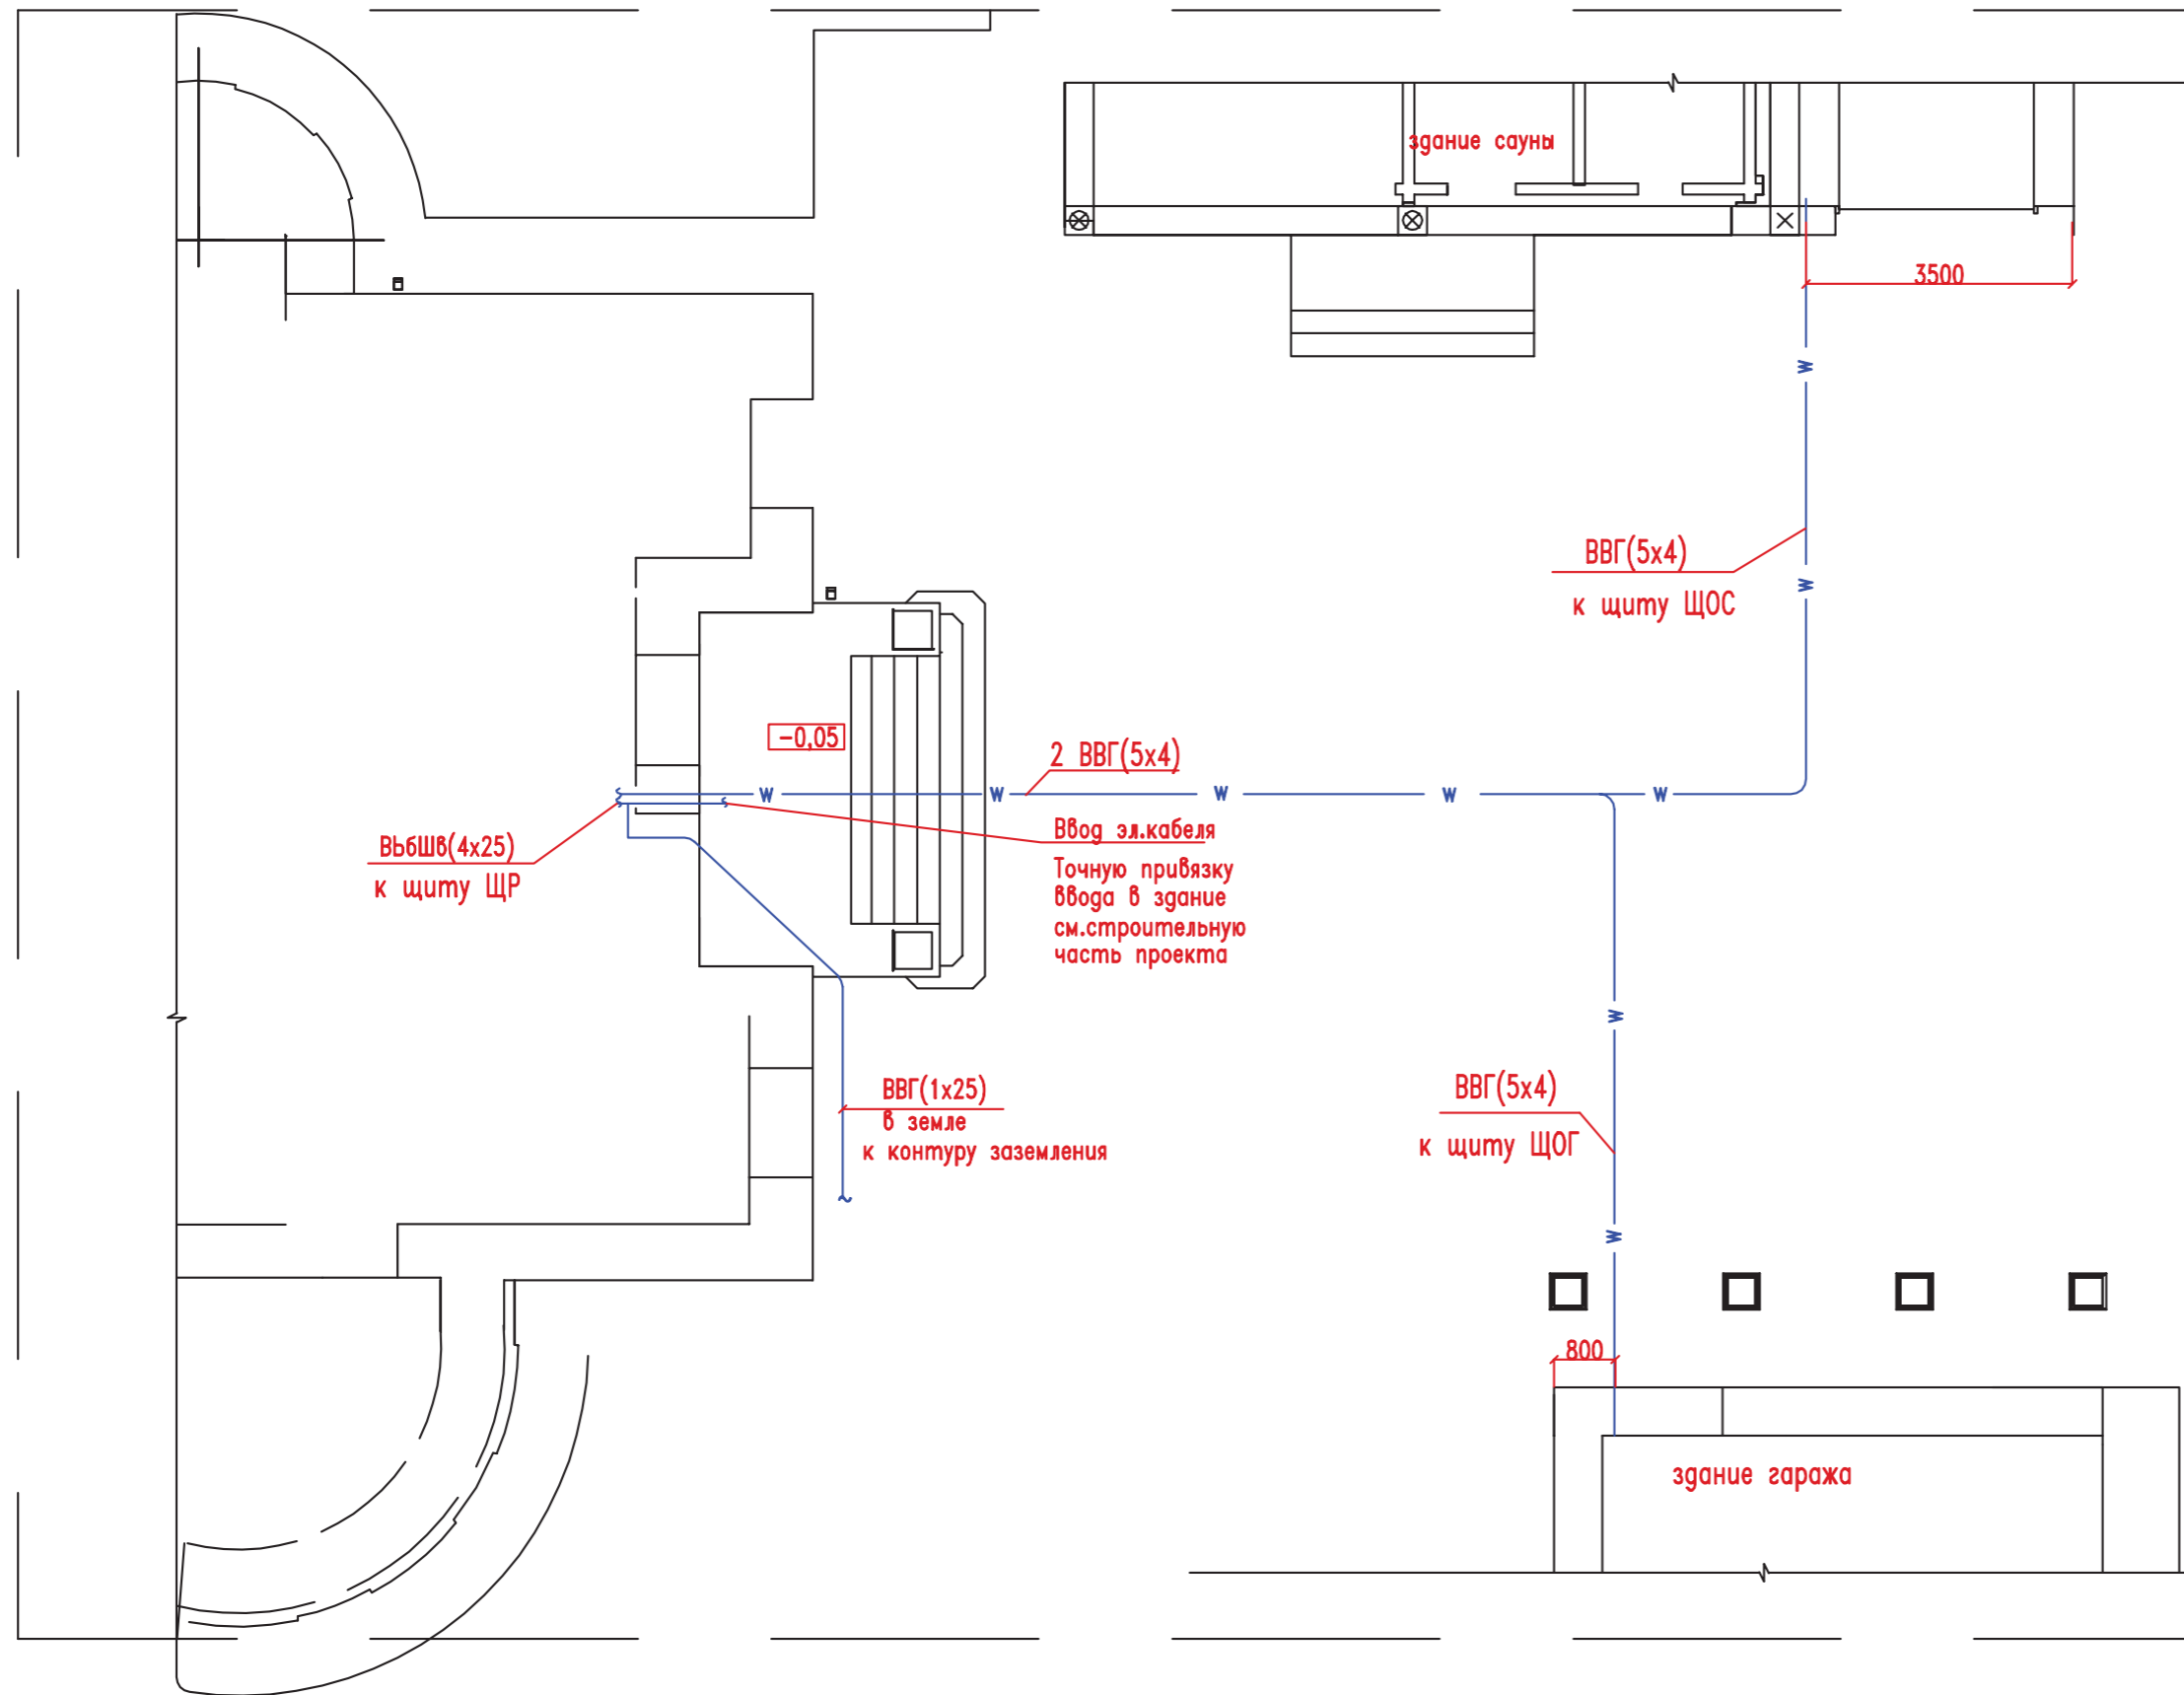 здание сауны
3500
ВВГ(5х4)
к щиту ЩОС
-0,05
2 ВВГ(5х4)
Ввод эл.кабеля
Точную привязку
ввода в здание
см.строительную
часть проекта
ВЬбШв(4х25)
к щиту ЩР
ВВГ(1х25)
в земле
к контуру заземления
ВВГ(5х4)
к щиту ЩОГ
800
здание гаража
W
W
W
W
W
W
W
W
W